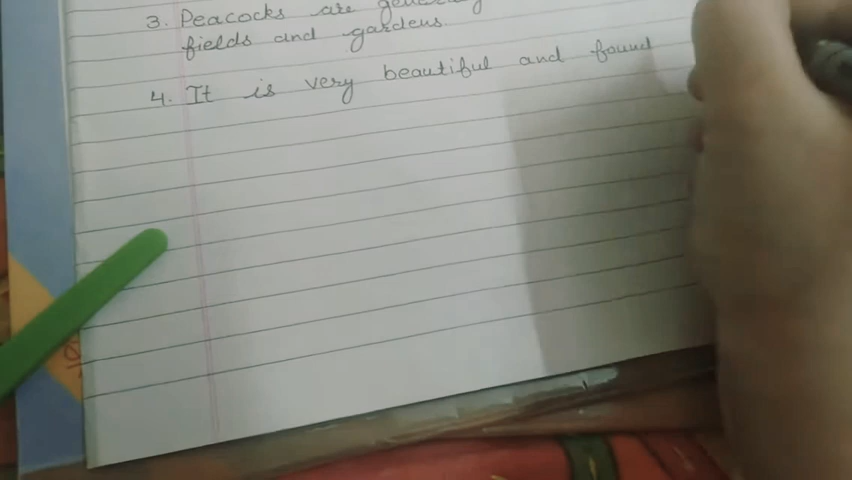 3. Peacocks are
fields and gardens.
4. It is very beautiful and found